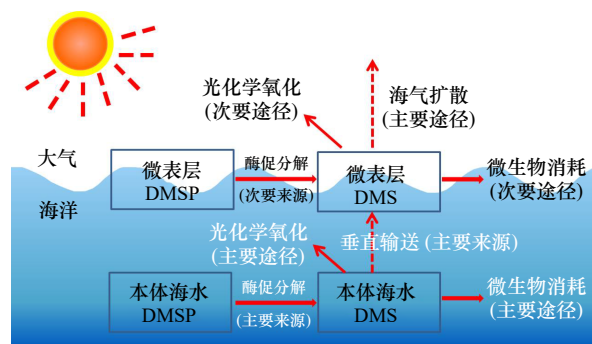 光化学氧化
(次要途径)
海气扩散
(主要途径)
大气
海洋
微表层
DMSP
酶促分解
(次要来源)
微表层
DMS
微生物消耗
(次要途径)
光化学氧化
(主要途径)
垂直输送 (主要来源)
本体海水
DMSP
酶促分解
(主要来源)
本体海水
DMS
微生物消耗
(主要途径)